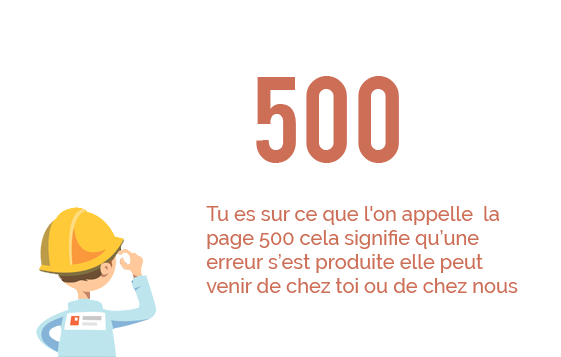 500
Tu es sur ce que l'on appelle  la
page 500 cela signifie qu’une
erreur s’est produite elle peut
venir de chez toi ou de chez nous